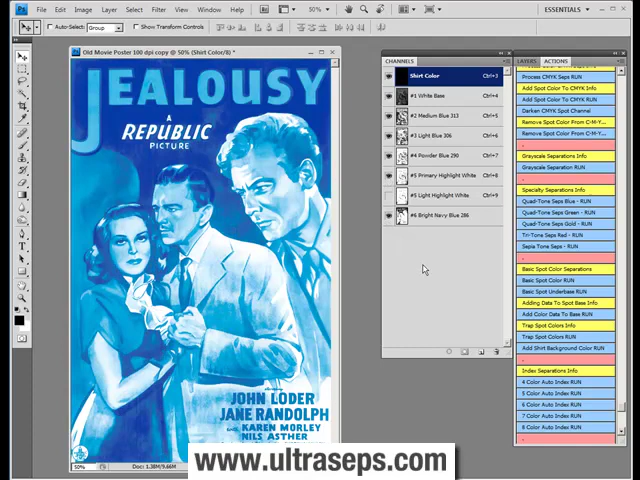 File Edit Image Layer Select Filter View Window Help
50%
ESSENTIALS
Auto-Select: Group
Show Transform Controls
Old Movie Poster 100 dpi copy @ 50% (Shirt Color/8) *
JEALOUSY
A
REPUBLIC
PICTURE
JOHN LODER
JANE RANDOLPH
with KAREN MORLEY
NILS ASTHER
50%
Doc: 1.38M/9.66M
CHANNELS
Shirt Color Ctrl+3
#1 White Base Ctrl+4
#2 Medium Blue 313 Ctrl+5
#3 Light Blue 306 Ctrl+6
#4 Powder Blue 290 Ctrl+7
#5 Primary Highlight White Ctrl+8
#5 Light Highlight White Ctrl+9
#6 Bright Navy Blue 286
LAYERS ACTIONS
Process CMYK Seps RUN
Add Spot Color To CMYK Info
Add Spot Color To CMYK RUN
Darken CMYK Spot Channel
Remove Spot Color From C-M-Y...
Remove Spot Color From C-M-Y...
Grayscale Separations Info
Grayscale Separation RUN
Specialty Separations Info
Quad-Tone Seps Blue - RUN
Quad-Tone Seps Green - RUN
Quad-Tone Seps Gold - RUN
Tri-Tone Seps Red - RUN
Sepia Tone Seps - RUN
Basic Spot Color Separations
Basic Spot Color RUN
Basic Spot Underbase RUN
Adding Data To Spot Base Info
Add Color Data To Base RUN
Trap Spot Colors Info
Trap Spot Colors RUN
Add Shirt Background Color RUN
Index Separations Info
4 Color Auto Index RUN
5 Color Auto Index RUN
6 Color Auto Index RUN
7 Color Auto Index RUN
8 Color Auto Index RUN
www.ultraseps.com